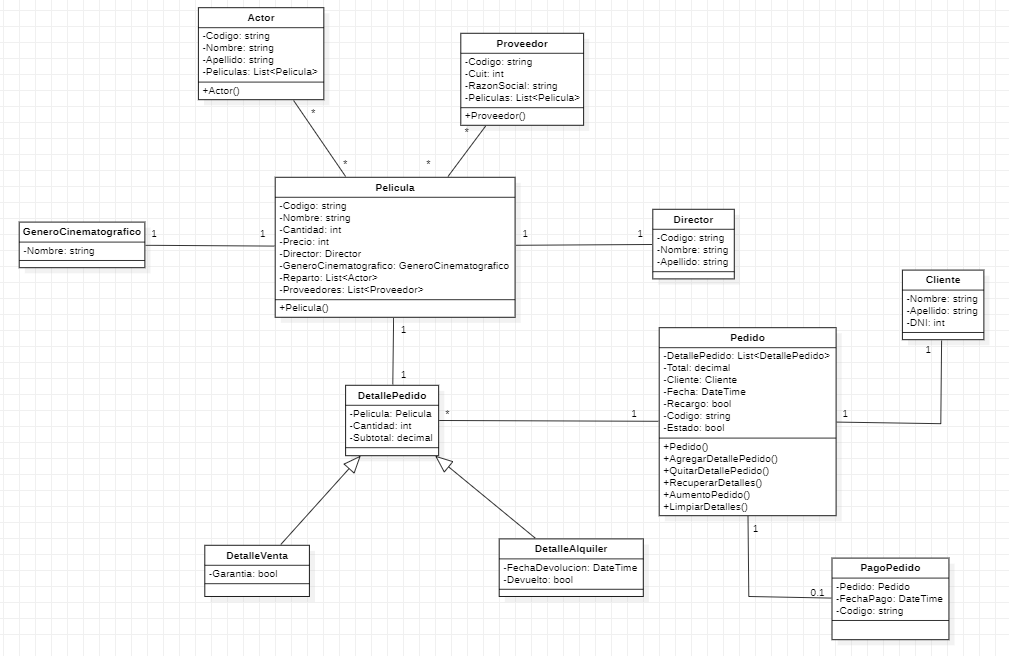 Actor
-Codigo: string
-Nombre: string
-Apellido: string
-Peliculas: List<Pelicula>
+Actor()
*
*
Proveedor
-Codigo: string
-Cuit: int
-RazonSocial: string
-Peliculas: List<Pelicula>
+Proveedor()
*
*
Pelicula
-Codigo: string
-Nombre: string
-Cantidad: int
-Precio: int
-Director: Director
-GeneroCinematografico: GeneroCinematografico
-Reparto: List<Actor>
-Proveedores: List<Proveedor>
+Pelicula()
GeneroCinematografico
-Nombre: string
1
1
1
1
Director
-Codigo: string
-Nombre: string
-Apellido: string
Cliente
-Nombre: string
-Apellido: string
-DNI: int
1
1
1
1
DetallePedido
-Pelicula: Pelicula
-Cantidad: int
-Subtotal: decimal
*
1
Pedido
-DetallePedido: List<DetallePedido>
-Total: decimal
-Cliente: Cliente
-Fecha: DateTime
-Recargo: bool
-Codigo: string
-Estado: bool
+Pedido()
+AgregarDetallePedido()
+QuitarDetallePedido()
+RecuperarDetalles()
+AumentoPedido()
+LimpiarDetalles()
DetalleVenta
-Garantia: bool
DetalleAlquiler
-FechaDevolucion: DateTime
-Devuelto: bool
1
0.1
PagoPedido
-Pedido: Pedido
-FechaPago: DateTime
-Codigo: string